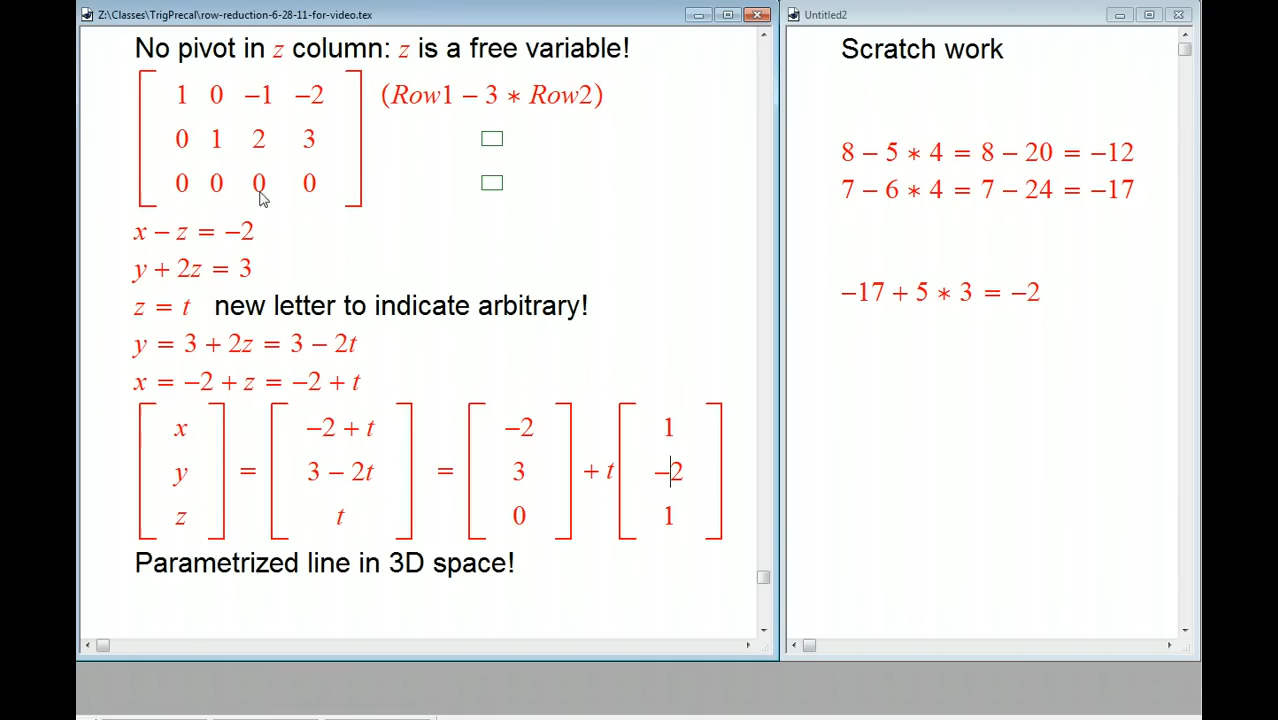 Z:\Classes\TrigPrecal\row-reduction-6-28-11-for-video.tex
No pivot in z column: z is a free variable!
1 0 −1 −2 (Row1 − 3 ∗ Row2)
0 1 2 3
0 0 0 0
x − z = −2
y + 2z = 3
z = t new letter to indicate arbitrary!
y = 3 + 2z = 3 − 2t
x = −2 + z = −2 + t
x −2 + t −2 1
y = 3 − 2t = 3 + t −2
z t 0 1
Parametrized line in 3D space!
Untitled2
Scratch work
8 − 5 ∗ 4 = 8 − 20 = −12
7 − 6 ∗ 4 = 7 − 24 = −17
−17 + 5 ∗ 3 = −2